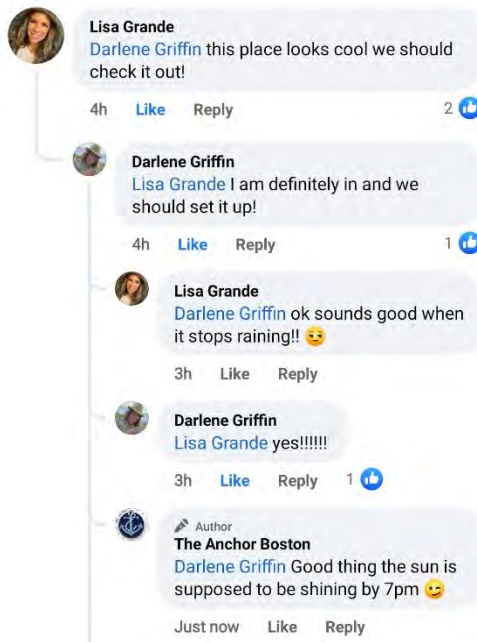 Lisa Grande
Darlene Griffin this place looks cool we should
check it out!
4h Like Reply 2
Darlene Griffin
Lisa Grande I am definitely in and we
should set it up!
4h Like Reply 1
Lisa Grande
Darlene Griffin ok sounds good when
it stops raining!! 😒
3h Like Reply
Darlene Griffin
Lisa Grande yes!!!!!!
3h Like Reply 1
Author
The Anchor Boston
Darlene Griffin Good thing the sun is
supposed to be shining by 7pm 😉
Just now Like Reply